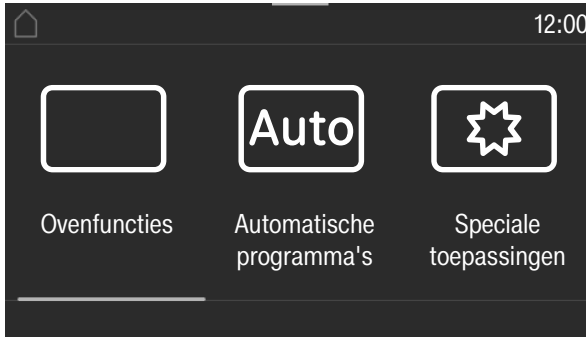 12:00
Auto
Ovenfuncties
Automatische
programma's
Speciale
toepassingen